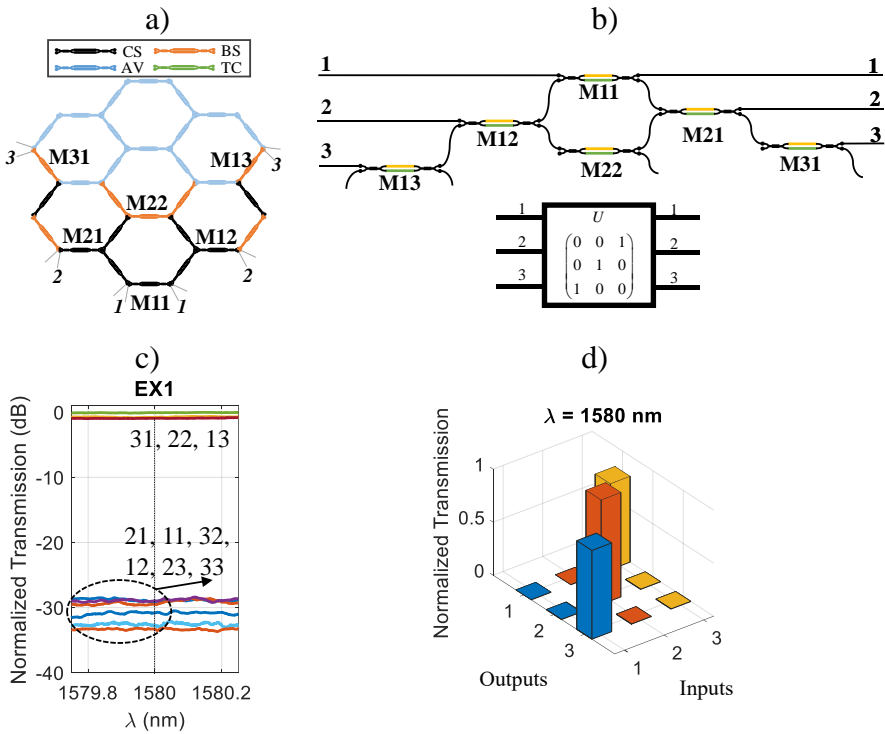 a)
CS BS
AV TC
3 M31 M13 3
M22
M21 M12
2 2
1 M11 1
b)
1 1
M11
2 2
M12 M21
M22
3 3
M13 M31
U
1 1
2 2
3 3
0 0 1
0 1 0
1 0 0
c)
EX1
Normalized Transmission (dB)
0
-10
-20
-30
-40
31, 22, 13
21, 11, 32,
12, 23, 33
1579.8 1580 1580.2
λ (nm)
d)
λ = 1580 nm
Normalized Transmission
1
0.5
0
1
2
3
Outputs
1
2
3
Inputs